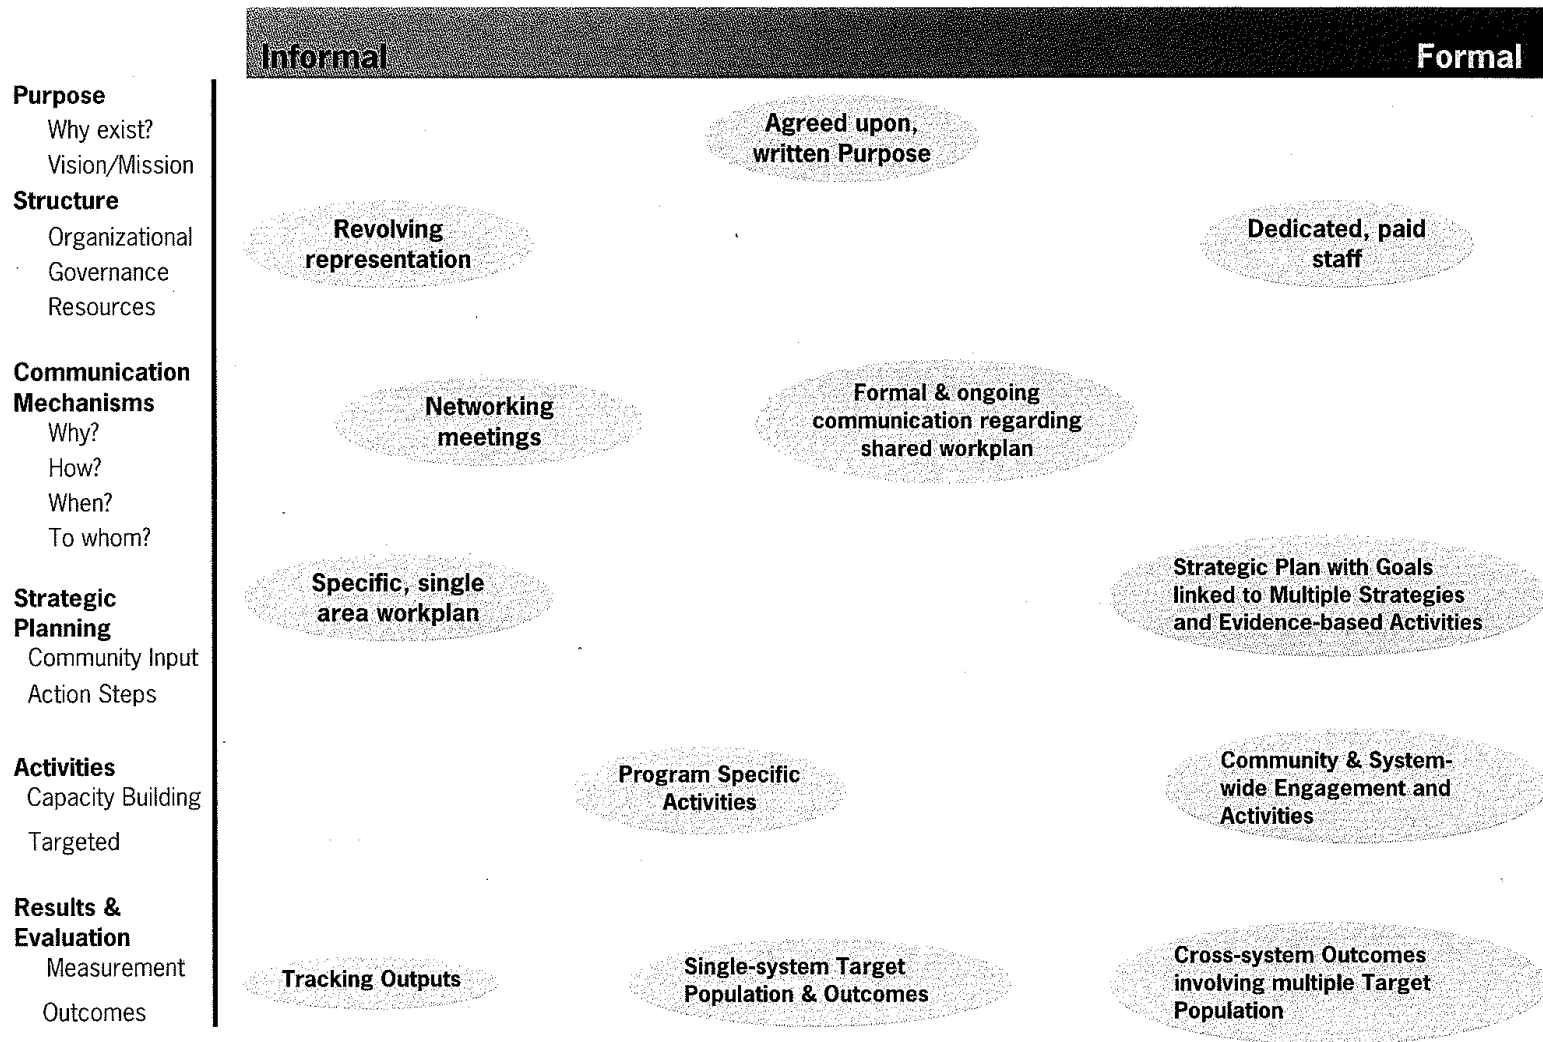 Informal
Formal
Purpose
Why exist?
Vision/Mission
Agreed upon,
written Purpose
Structure
Organizational
Governance
Resources
Revolving
representation
Dedicated, paid
staff
Communication
Mechanisms
Why?
How?
When?
To whom?
Networking
meetings
Formal & ongoing
communication regarding
shared workplan
Strategic
Planning
Community Input
Action Steps
Specific, single
area workplan
Strategic Plan with Goals
linked to Multiple Strategies
and Evidence-based Activities
Activities
Capacity Building
Targeted
Program Specific
Activities
Community & System-
wide Engagement and
Activities
Results &
Evaluation
Measurement
Outcomes
Tracking Outputs
Single-system Target
Population & Outcomes
Cross-system Outcomes
involving multiple Target
Population